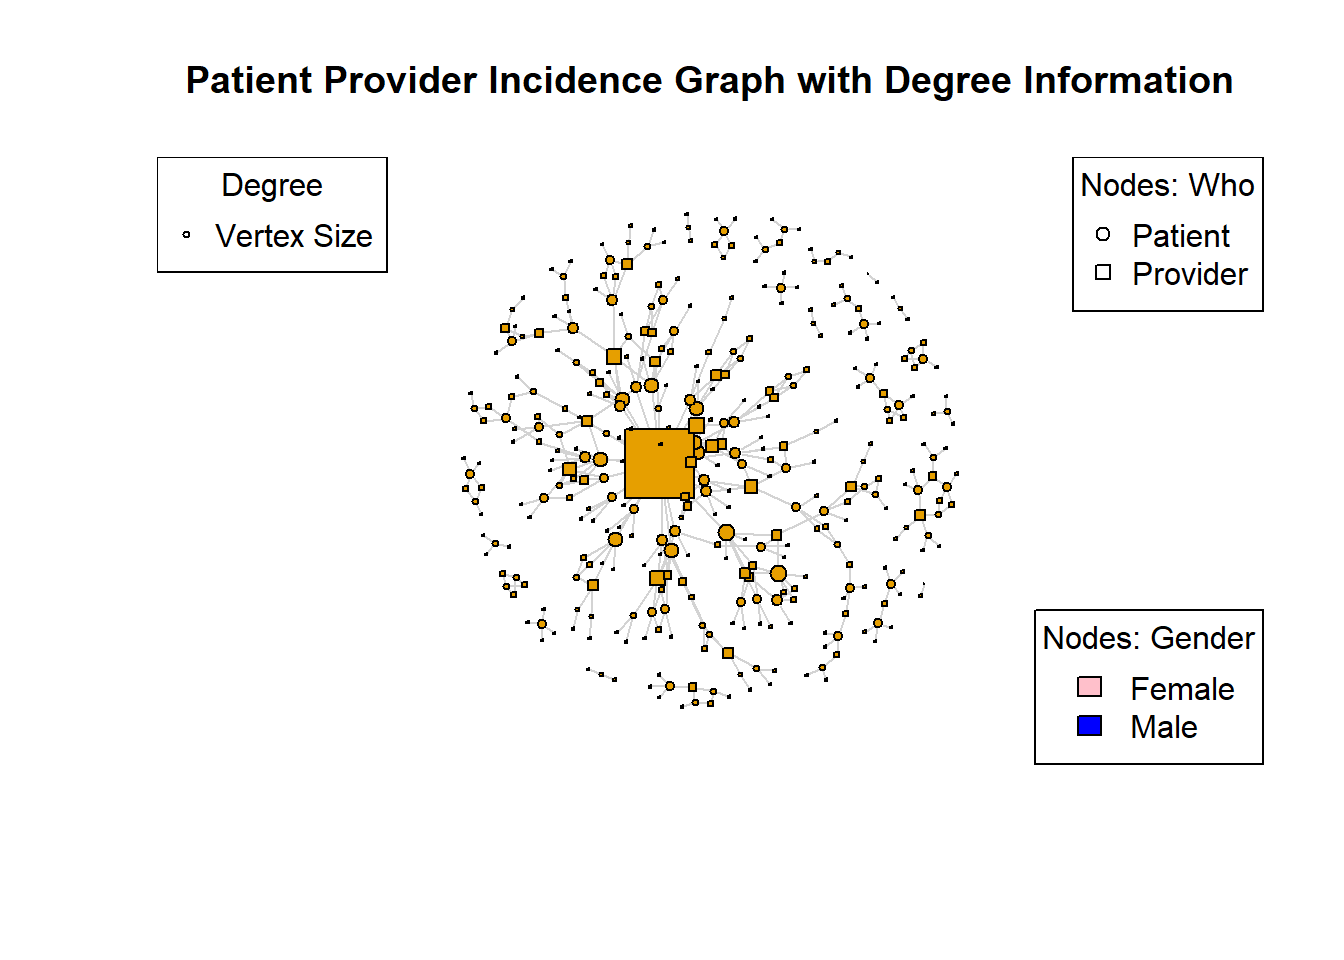 Patient Provider Incidence Graph with Degree Information
Degree
Vertex Size
Nodes: Who
Patient
Provider
Nodes: Gender
Female
Male